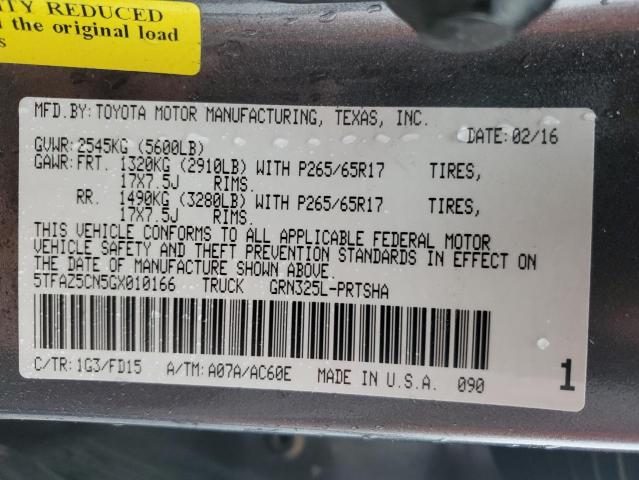 TY REDUCED
the original load
s
MFD.BY: TOYOTA MOTOR MANUFACTURING, TEXAS, INC.
DATE: 02/16
GVWR: 2545KG (5600LB)
GAWR: FRT. 1320KG (2910LB) WITH P265/65R17 TIRES,
17X7.5J RIMS.
RR. 1490KG (3280LB) WITH P265/65R17 TIRES,
17X7.5J RIMS.
THIS VEHICLE CONFORMS TO ALL APPLICABLE FEDERAL MOTOR
VEHICLE SAFETY AND THEFT PREVENTION STANDARDS IN EFFECT ON
THE DATE OF MANUFACTURE SHOWN ABOVE.
5TFAZ5CN5GX010166 TRUCK GRN325L-PRTSHA
C/TR: 1G3/FD15 A/TM: A07A/AC60E MADE IN U.S.A. 090 1